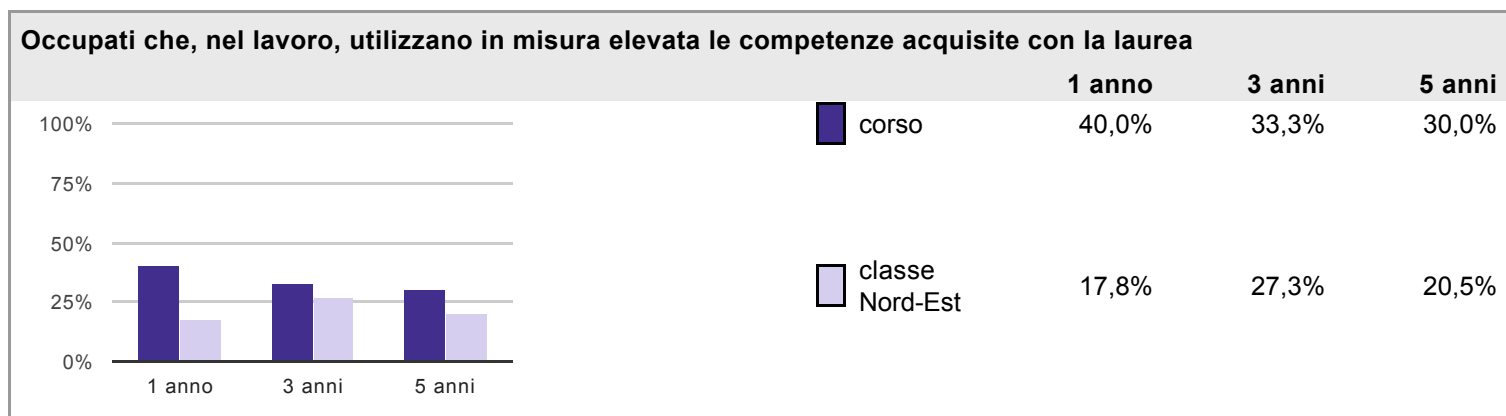 Occupati che, nel lavoro, utilizzano in misura elevata le competenze acquisite con la laurea
1 anno 3 anni 5 anni
100%
75%
50%
25%
0%
1 anno 3 anni 5 anni
corso 40,0% 33,3% 30,0%
classe
Nord-Est 17,8% 27,3% 20,5%